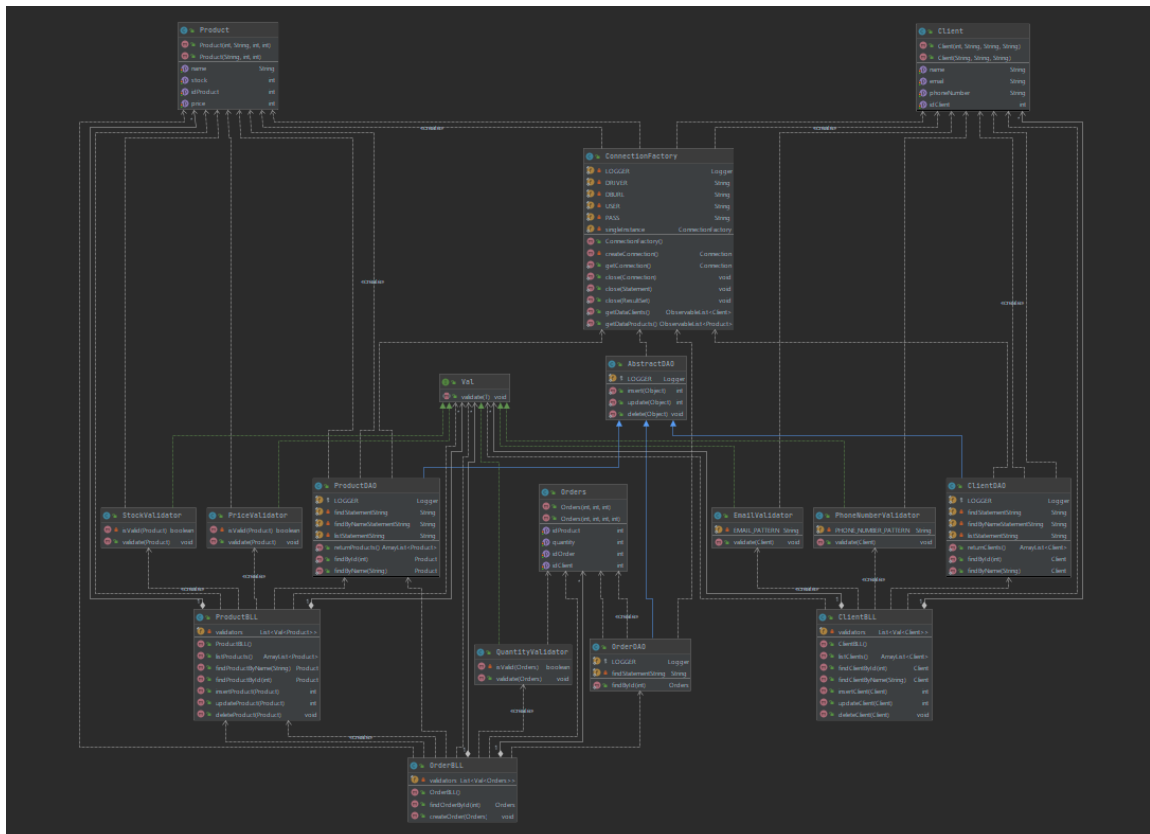 Product
Product(int, String, int, int)
Product(String, int, int)
name String
stock int
idProduct int
price int
Client
Client(int, String, String, String)
Client(String, String, String)
name String
email String
phoneNumber String
idClient int
«create»
«create»
ConnectionFactory
LOGGER Logger
DRIVER String
DBURL String
USER String
PASS String
singleInstance ConnectionFactory
ConnectionFactory()
createConnection() Connection
getConnection() Connection
close(Connection) void
close(Statement) void
close(ResultSet) void
getDataClients() ObservableList<Client>
getDataProducts() ObservableList<Product>
«create»
«create»
AbstractDAO
LOGGER Logger
insert(Object) int
update(Object) int
delete(Object) void
Val
validate(T) void
StockValidator
isValid(Product) boolean
validate(Product) void
PriceValidator
isValid(Product) boolean
validate(Product) void
ProductDAO
LOGGER Logger
findStatementString String
findByNameStatementString String
listStatementString String
returnProducts() ArrayList<Product>
findById(int) Product
findByName(String) Product
Orders
Orders(int, int, int)
Orders(int, int, int, int)
idProduct int
quantity int
idOrder int
idClient int
EmailValidator
EMAIL_PATTERN String
validate(Client) void
PhoneNumberValidator
PHONE_NUMBER_PATTERN String
validate(Client) void
ClientDAO
LOGGER Logger
findStatementString String
findByNameStatementString String
listStatementString String
returnClients() ArrayList<Client>
findById(int) Client
findByName(String) Client
«create»
«create»
«create»
«create»
«create»
ProductBLL
validators List<Val<Product>>
ProductBLL()
listProducts() ArrayList<Product>
findProductByName(String) Product
findProductById(int) Product
insertProduct(Product) int
updateProduct(Product) int
deleteProduct(Product) void
QuantityValidator
isValid(Orders) boolean
validate(Orders) void
OrderDAO
LOGGER Logger
findStatementString String
findById(int) Orders
ClientBLL
validators List<Val<Client>>
ClientBLL()
listClients() ArrayList<Client>
findClientById(int) Client
findClientByName(String) Client
insertClient(Client) int
updateClient(Client) int
deleteClient(Client) void
«create»
«create»
OrderBLL
validators List<Val<Orders>>
OrderBLL()
findOrderById(int) Orders
createOrder(Orders) void